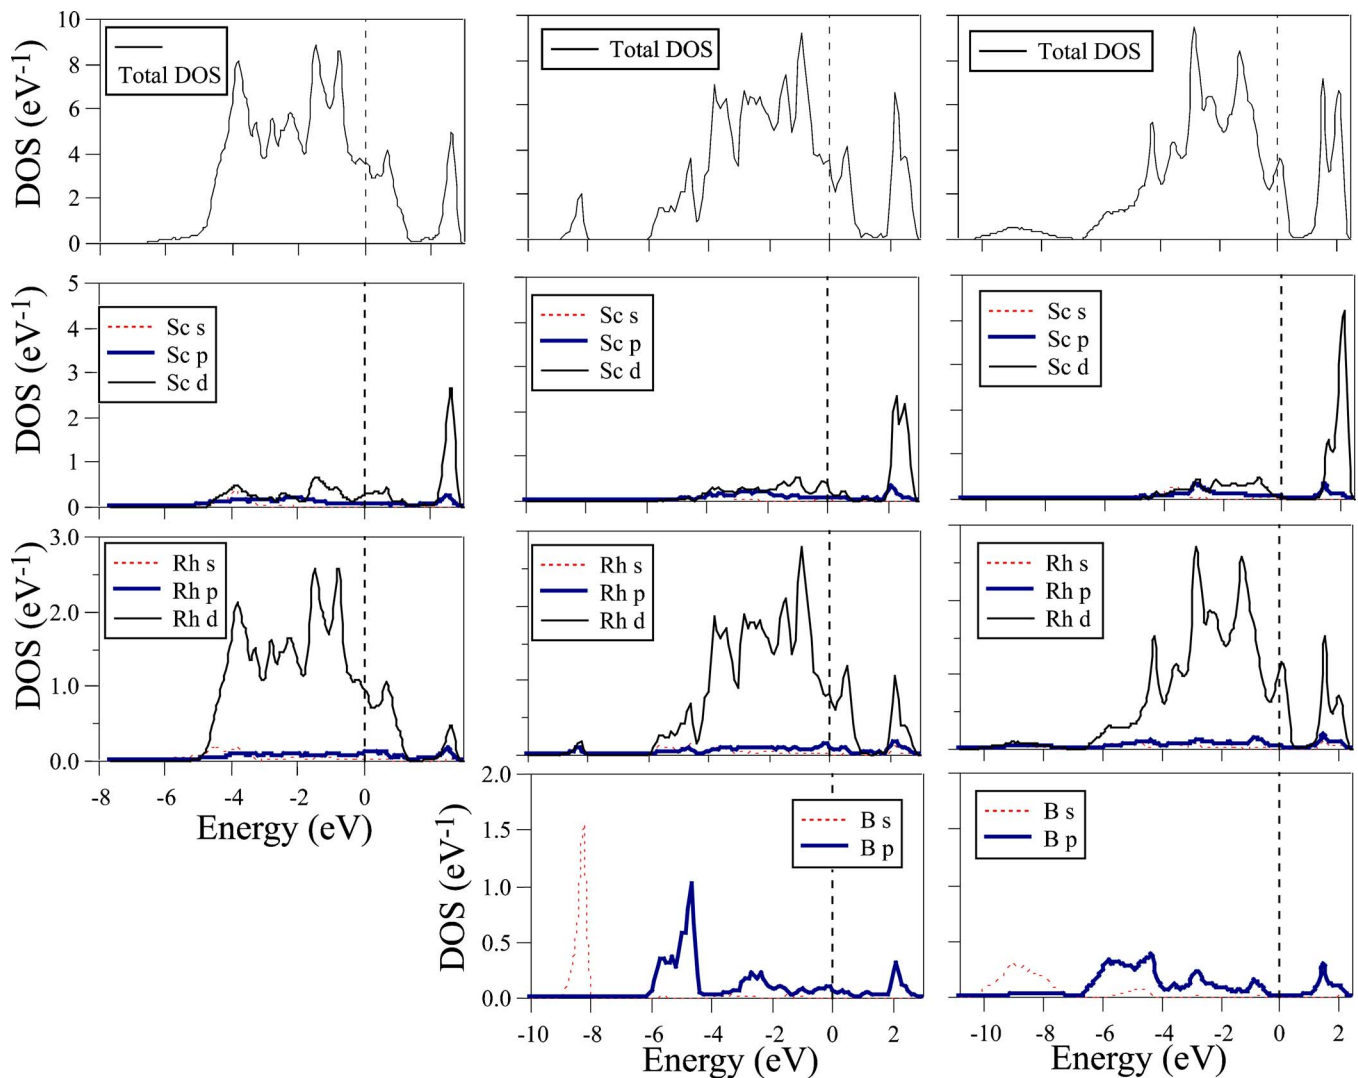 10
8
6
4
2
0
DOS (eV-1)
Total DOS
Total DOS
Total DOS
5
4
3
2
1
0
DOS (eV-1)
Sc s
Sc p
Sc d
Sc s
Sc p
Sc d
Sc s
Sc p
Sc d
3.0
2.0
1.0
0.0
DOS (eV-1)
Rh s
Rh p
Rh d
Rh s
Rh p
Rh d
Rh s
Rh p
Rh d
-8 -6 -4 -2 0
Energy (eV)
2.0
1.5
1.0
0.5
0.0
DOS (eV-1)
B s
B p
B s
B p
-10 -8 -6 -4 -2 0 2
Energy (eV)
-10 -8 -6 -4 -2 0 2
Energy (eV)